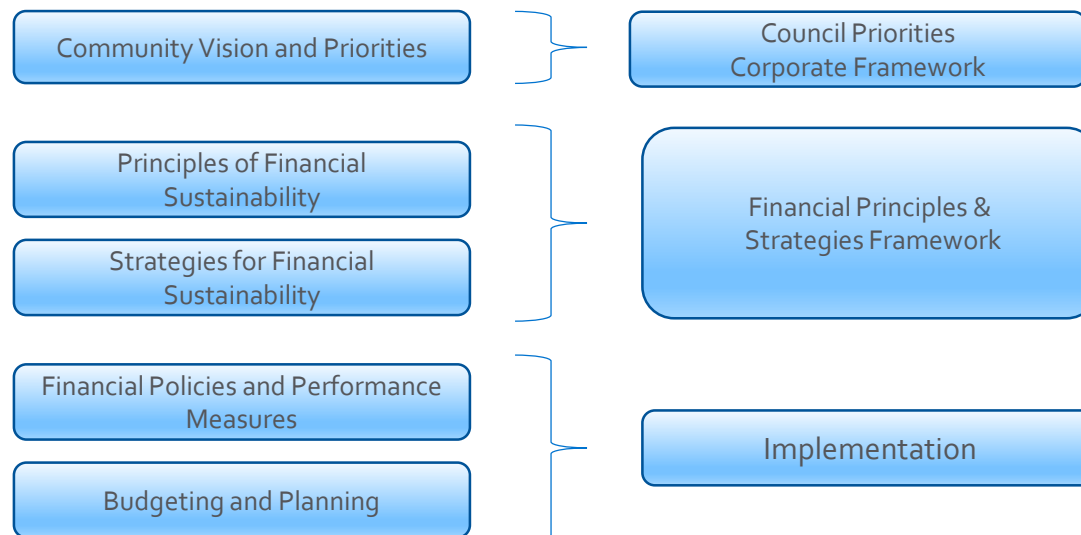 Community Vision and Priorities
Council Priorities
Corporate Framework
Principles of Financial
Sustainability
Strategies for Financial
Sustainability
Financial Principles &
Strategies Framework
Financial Policies and Performance
Measures
Budgeting and Planning
Implementation